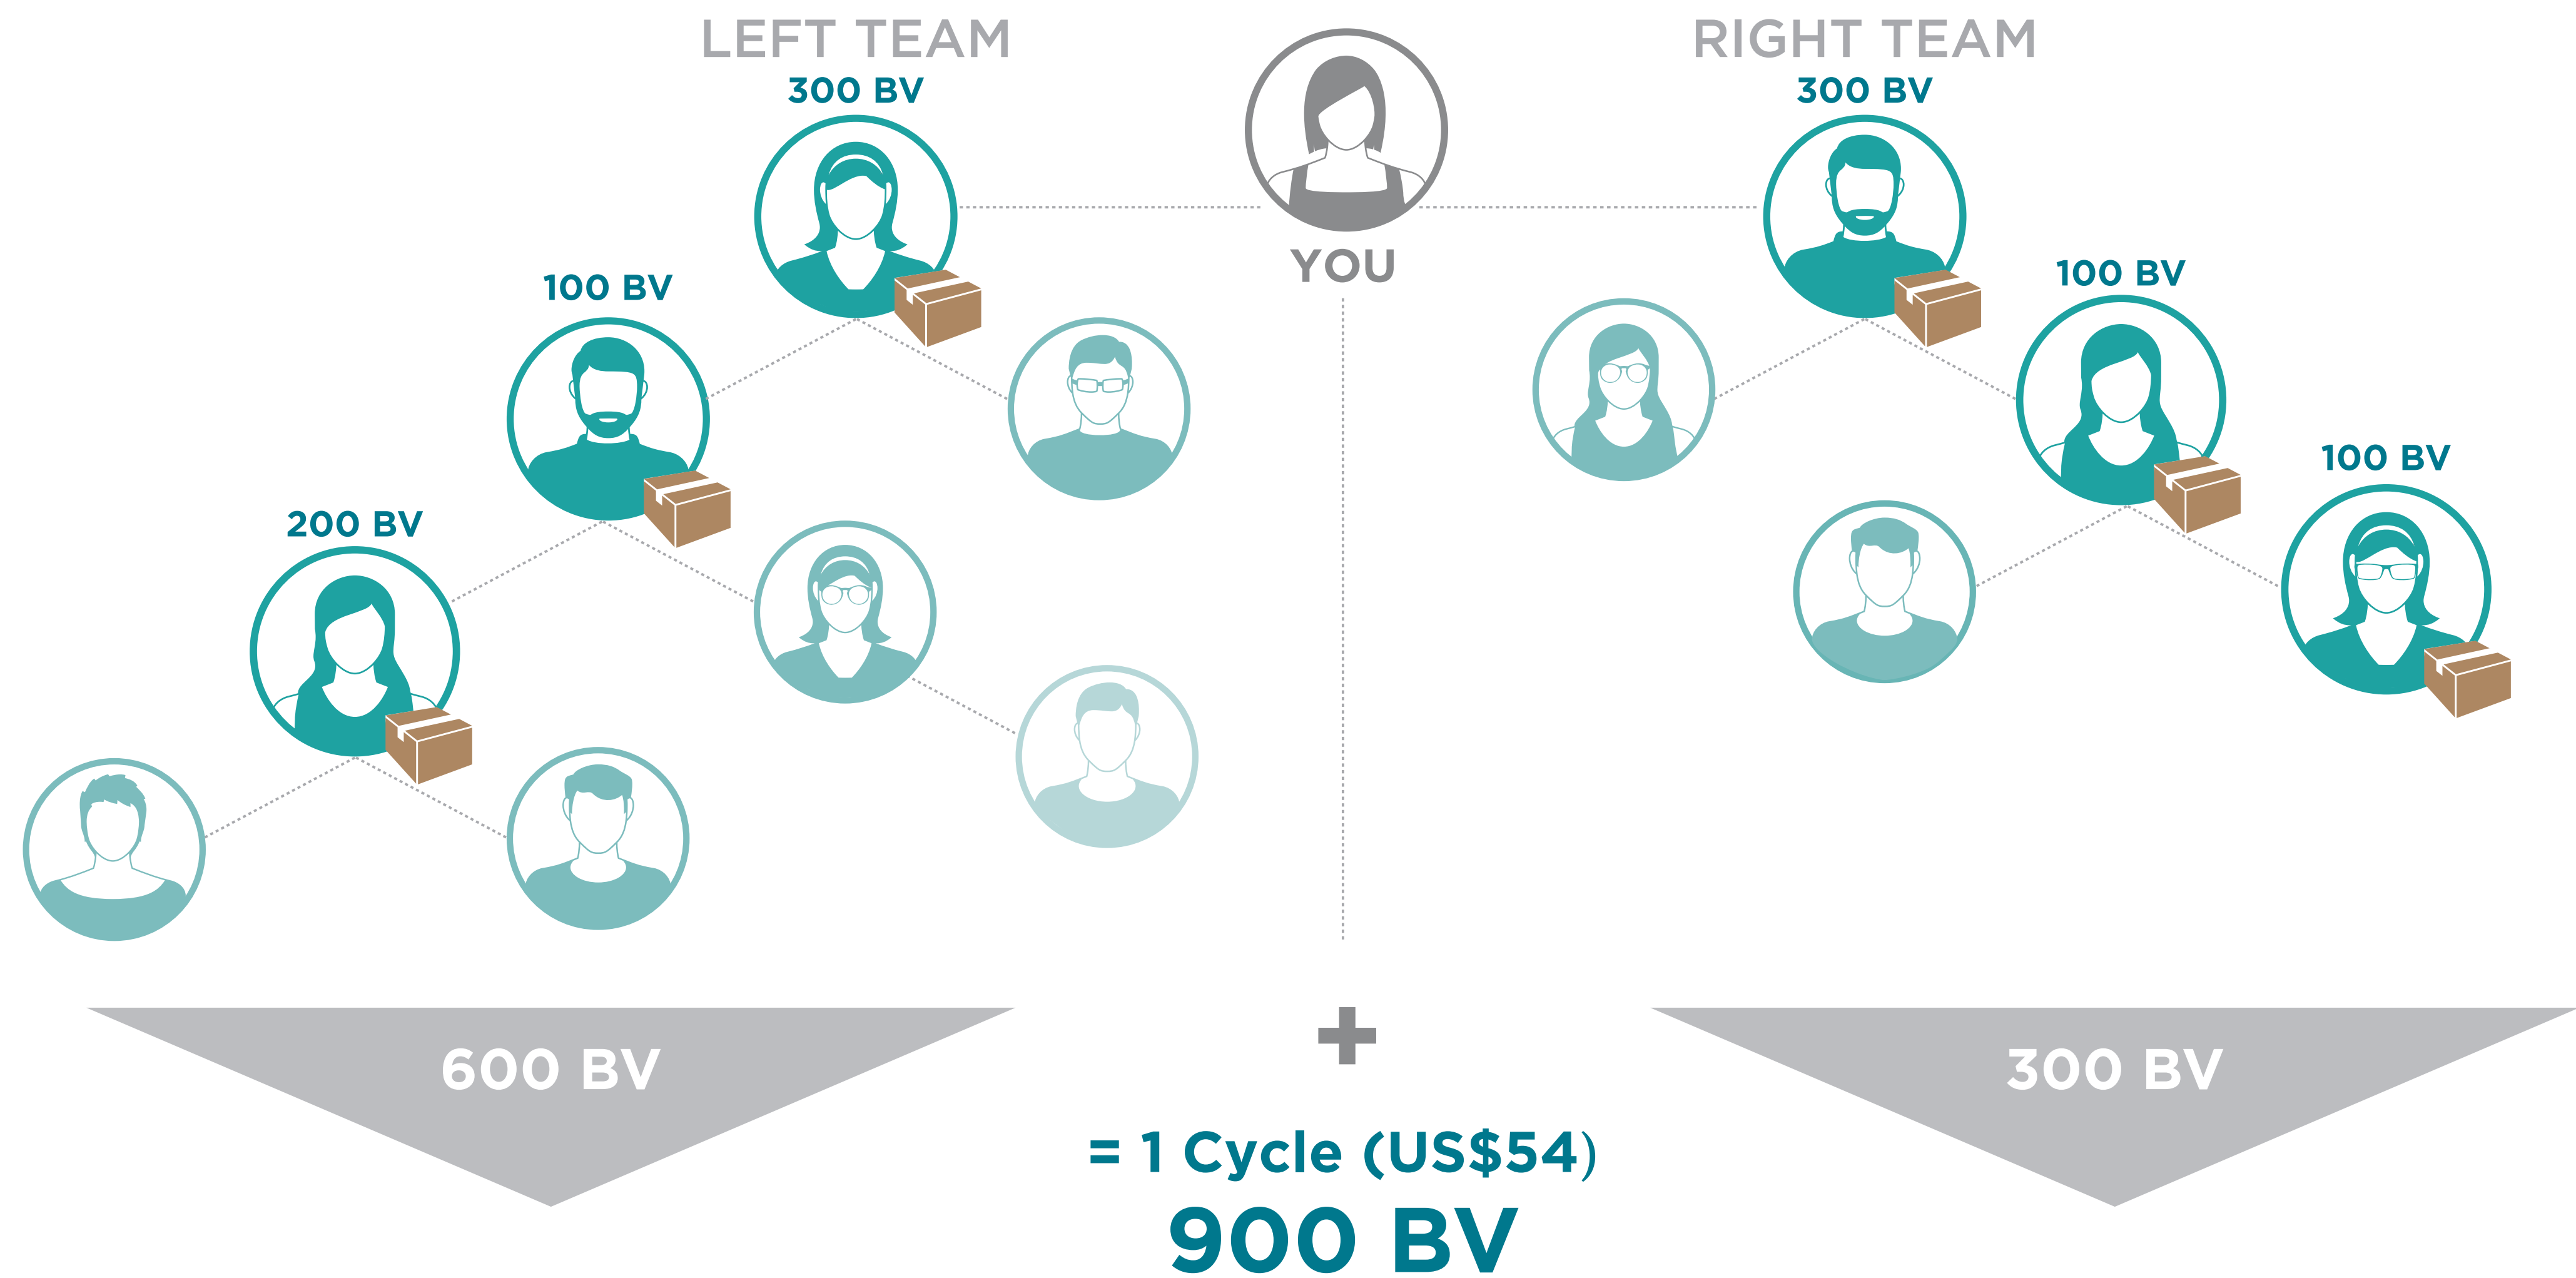 LEFT TEAM
300 BV
RIGHT TEAM
300 BV
YOU
100 BV
100 BV
200 BV
100 BV
600 BV
+
300 BV
= 1 Cycle (US$54)
900 BV